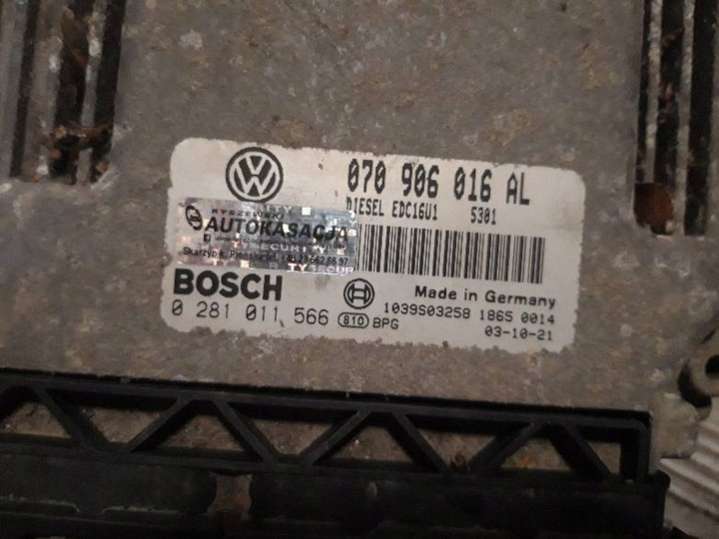 070 906 016 AL
DIESEL EDC16U1 5301
AUTOKASACJA
BOSCH
Made in Germany
1039S03258 1865 0014
0 281 011 566 810 BPG
03-10-21